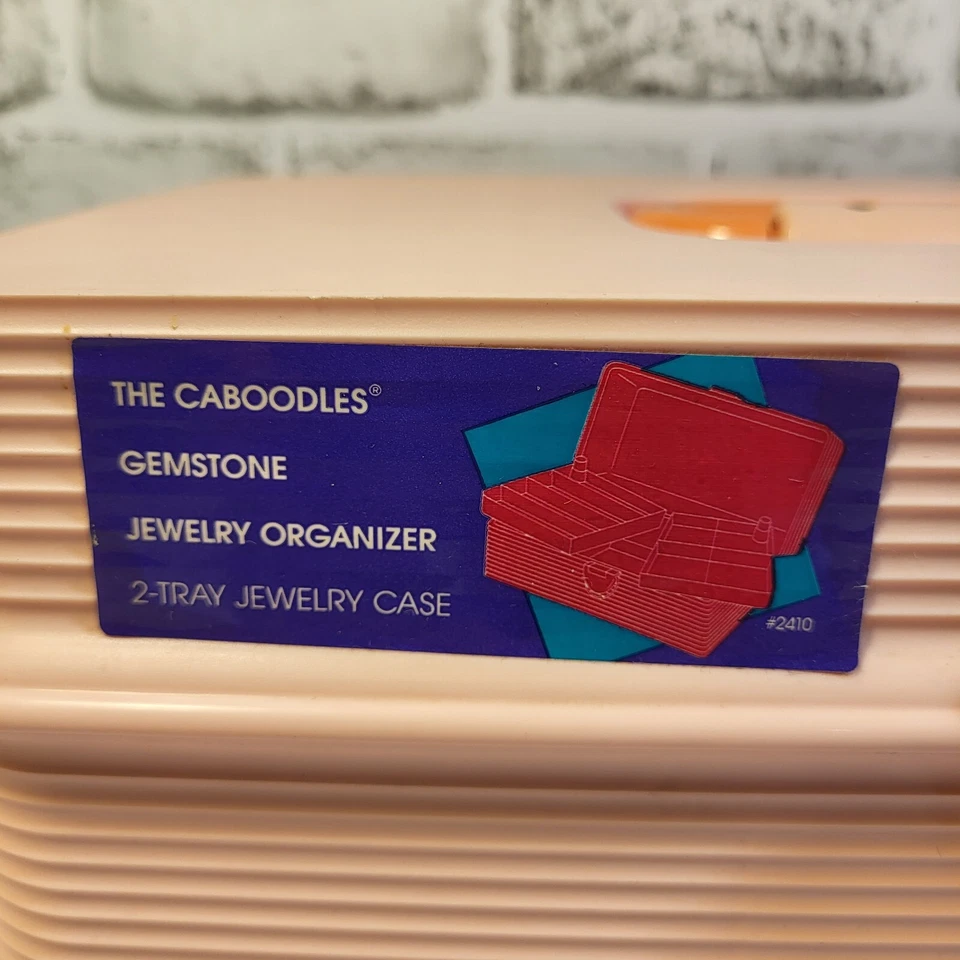 THE CABOODLES®
GEMSTONE
JEWELRY ORGANIZER
2-TRAY JEWELRY CASE
#2410